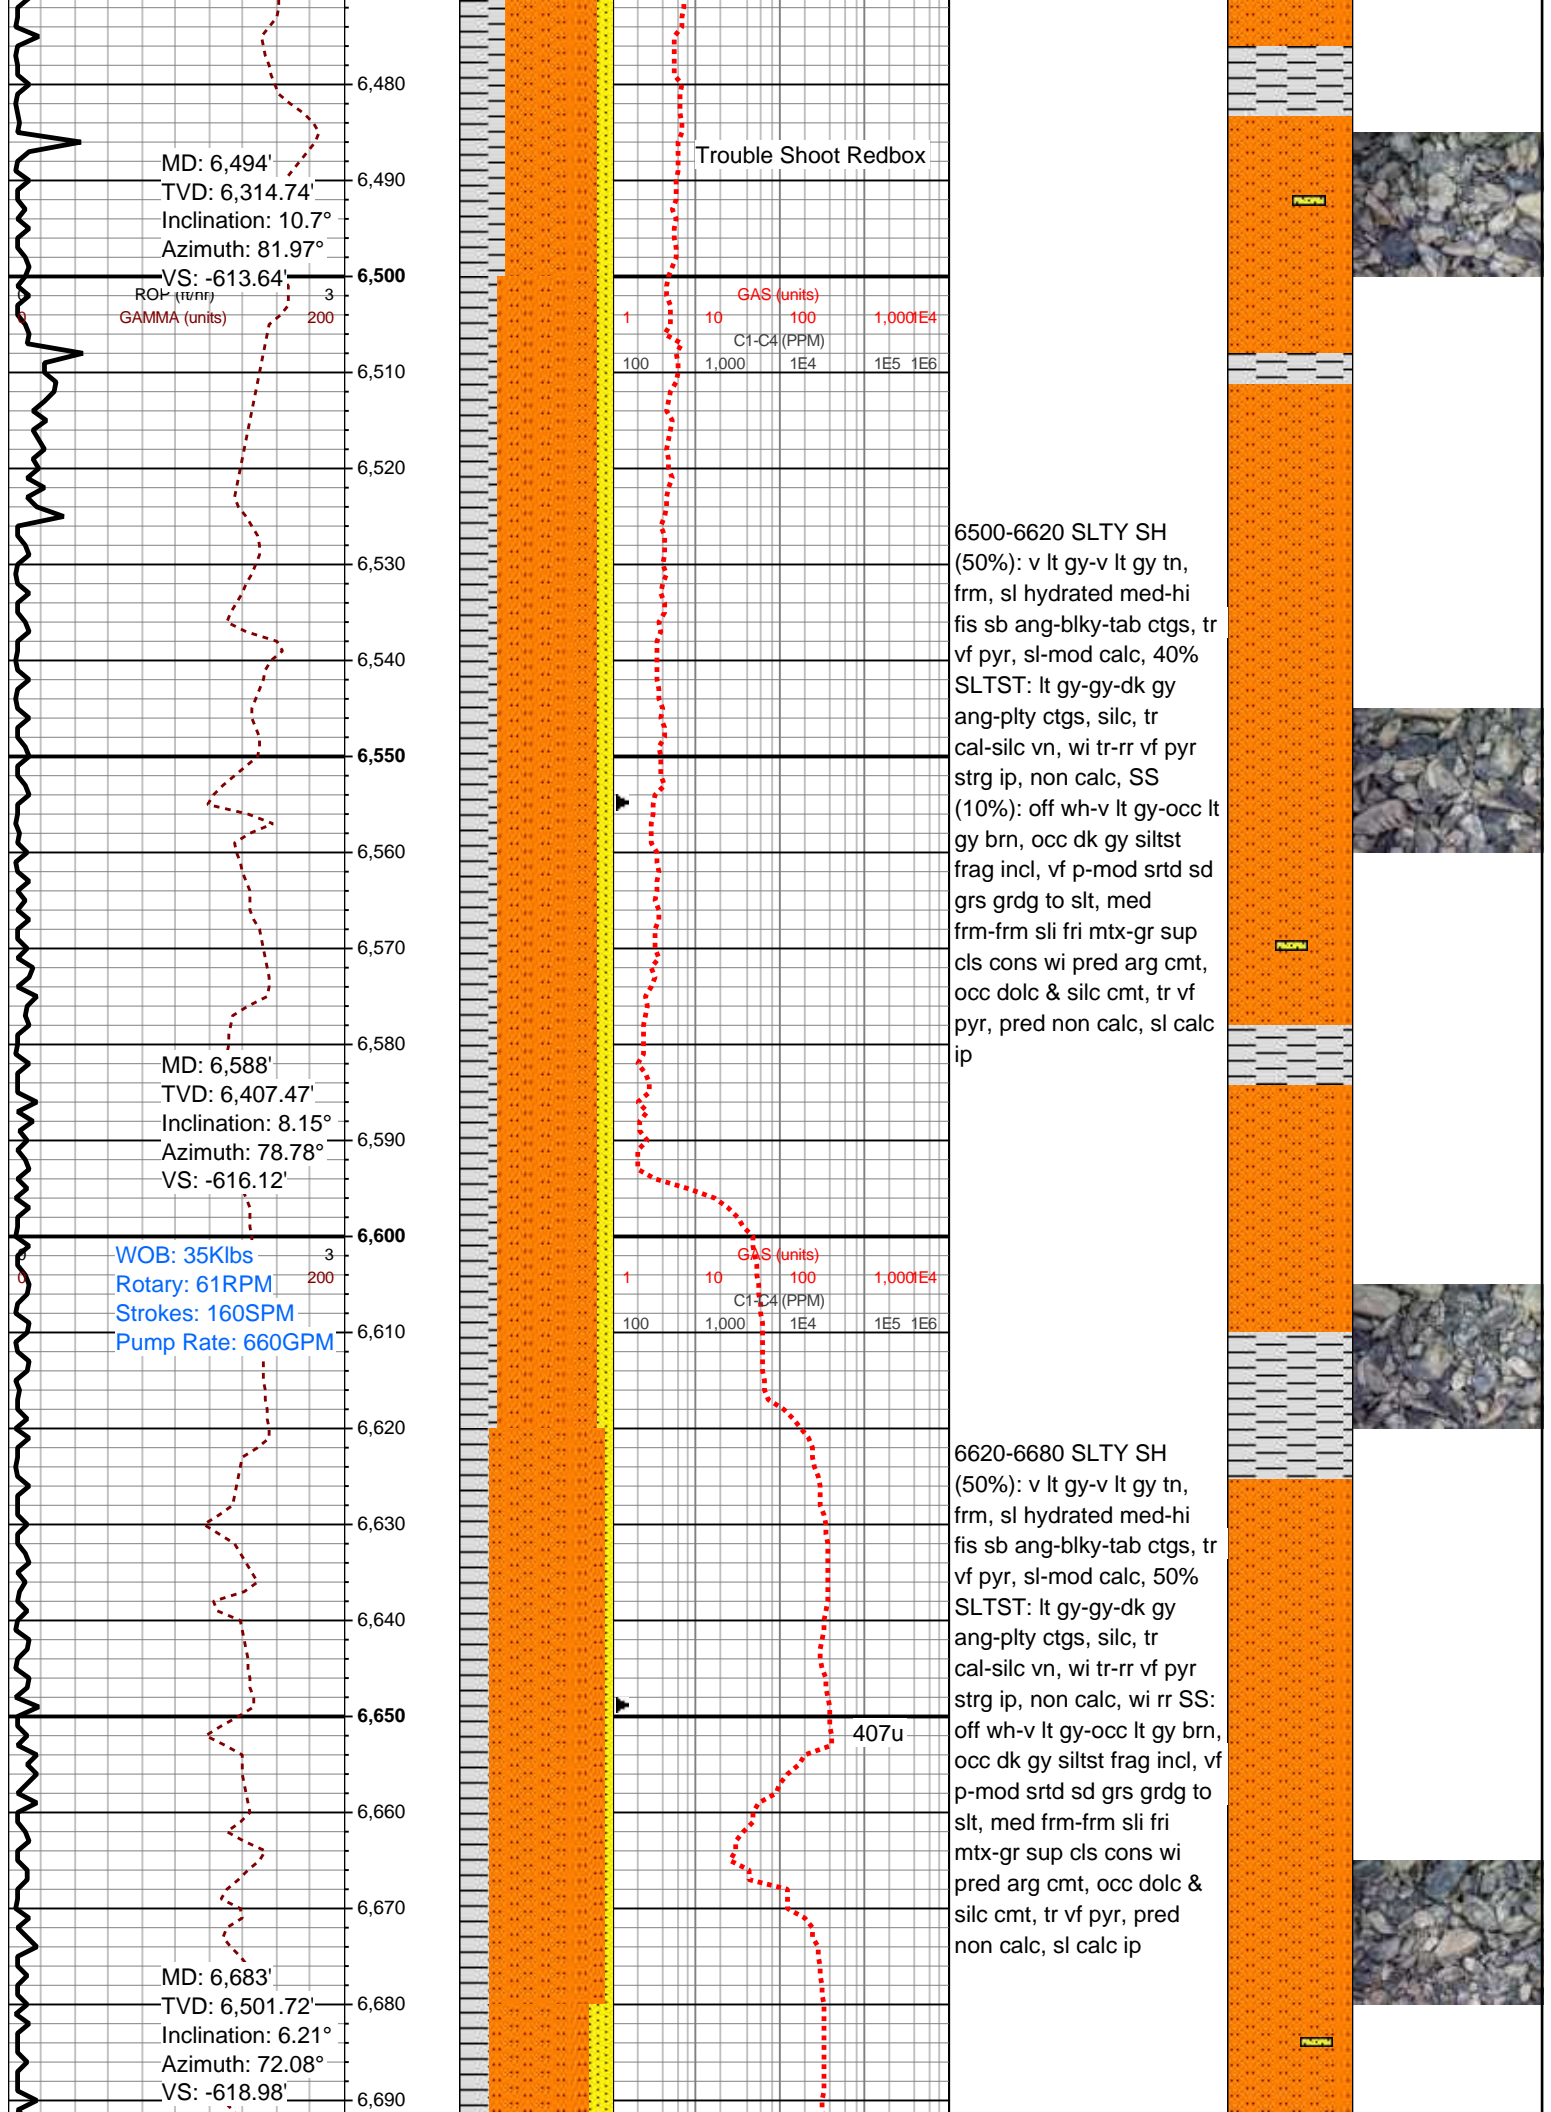 6,480
MD: 6,494'
TVD: 6,314.74'
Inclination: 10.7°
Azimuth: 81.97°
VS: -613.64'
Trouble Shoot Redbox
6,490
6,500
ROP (ft/hr) 3
0 GAMMA (units) 200
GAS (units)
1 10 100 1,000 1E4
C1-C4 (PPM)
100 1,000 1E4 1E5 1E6
6,510
6,520
6,530
6,540
6,550
6,560
6,570
6,580
6500-6620 SLTY SH
(50%): v lt gy-v lt gy tn,
frm, sl hydrated med-hi
fis sb ang-blky-tab ctgs, tr
vf pyr, sl-mod calc, 40%
SLTST: lt gy-gy-dk gy
ang-plty ctgs, silc, tr
cal-silc vn, wi tr-rr vf pyr
strg ip, non calc, SS
(10%): off wh-v lt gy-occ lt
gy brn, occ dk gy siltst
frag incl, vf p-mod srtd sd
grs grdg to slt, med
frm-frm sli fri mtx-gr sup
cls cons wi pred arg cmt,
occ dolc & silc cmt, tr vf
pyr, pred non calc, sl calc
ip
MD: 6,588'
TVD: 6,407.47'
Inclination: 8.15°
Azimuth: 78.78°
VS: -616.12'
6,590
6,600
WOB: 35Klbs
Rotary: 61RPM
Strokes: 160SPM
Pump Rate: 660GPM
0 3
0 200
GAS (units)
1 10 100 1,000 1E4
C1-C4 (PPM)
100 1,000 1E4 1E5 1E6
6,610
6,620
6,630
6,640
6,650
407u
6,660
6,670
6620-6680 SLTY SH
(50%): v lt gy-v lt gy tn,
frm, sl hydrated med-hi
fis sb ang-blky-tab ctgs, tr
vf pyr, sl-mod calc, 50%
SLTST: lt gy-gy-dk gy
ang-plty ctgs, silc, tr
cal-silc vn, wi tr-rr vf pyr
strg ip, non calc, wi rr SS:
off wh-v lt gy-occ lt gy brn,
occ dk gy siltst frag incl, vf
p-mod srtd sd grs grdg to
slt, med frm-frm sli fri
mtx-gr sup cls cons wi
pred arg cmt, occ dolc &
silc cmt, tr vf pyr, pred
non calc, sl calc ip
MD: 6,683'
TVD: 6,501.72'
Inclination: 6.21°
Azimuth: 72.08°
VS: -618.98'
6,680
6,690